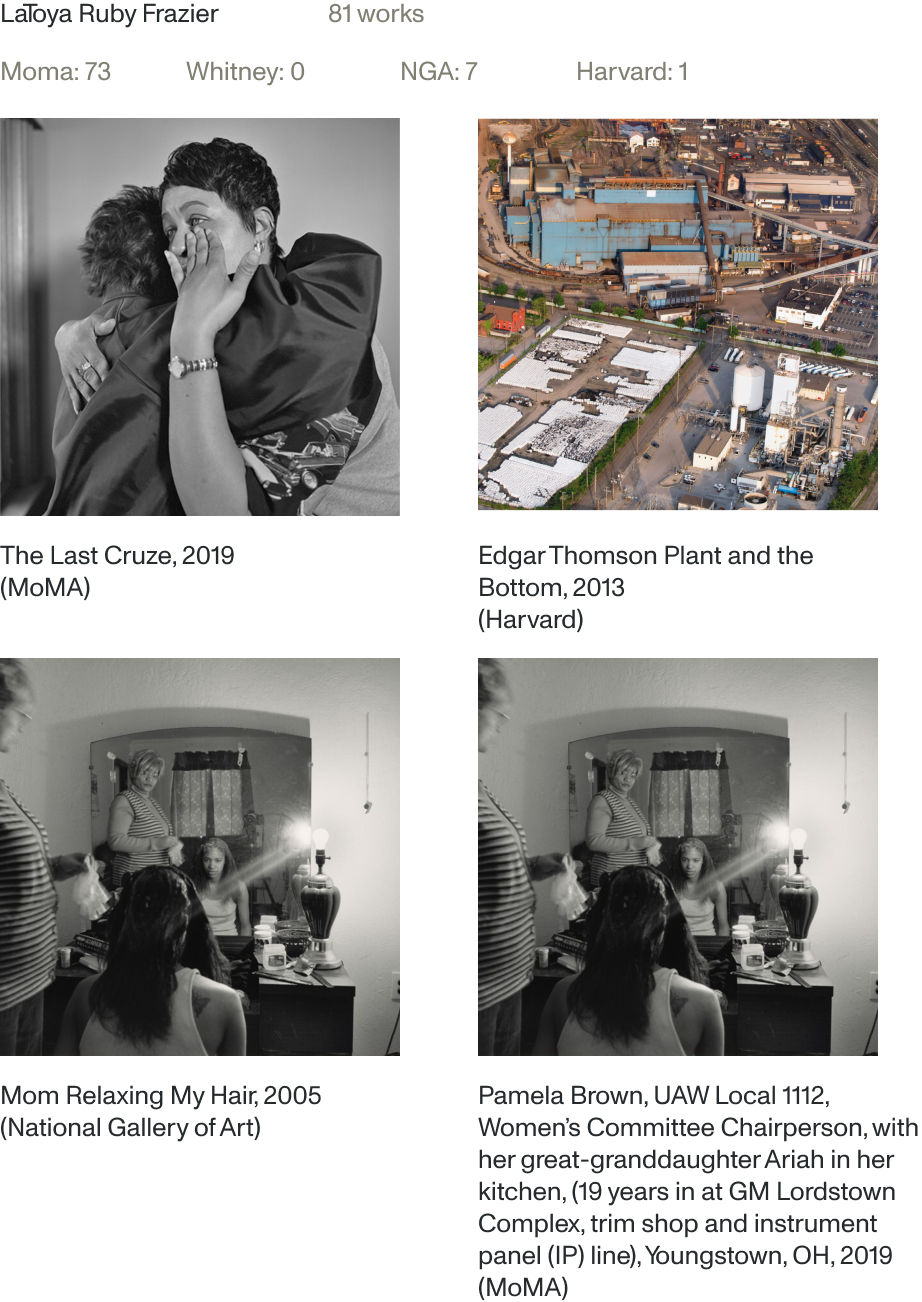 LaToya Ruby Frazier 81 works
Moma: 73 Whitney: 0 NGA: 7 Harvard: 1
The Last Cruze, 2019
(MoMA)
Edgar Thomson Plant and the
Bottom, 2013
(Harvard)
Mom Relaxing My Hair, 2005
(National Gallery of Art)
Pamela Brown, UAW Local 1112,
Women’s Committee Chairperson, with
her great-granddaughter Ariah in her
kitchen, (19 years in at GM Lordstown
Complex, trim shop and instrument
panel (IP) line), Youngstown, OH, 2019
(MoMA)